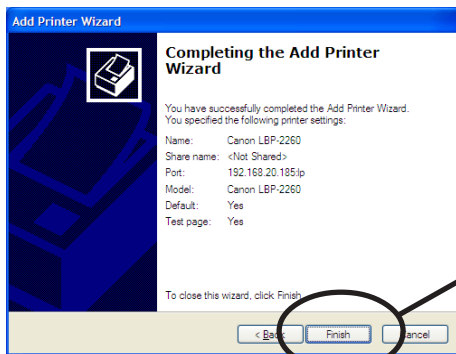 Add Printer Wizard
Completing the Add Printer
Wizard
You have successfully completed the Add Printer Wizard.
You specified the following printer settings:
Name: Canon LBP-2260
Share name: <Not Shared>
Port: 192.168.20.185:lp
Model: Canon LBP-2260
Default: Yes
Test page: Yes
To close this wizard, click Finish.
< Back Finish Cancel